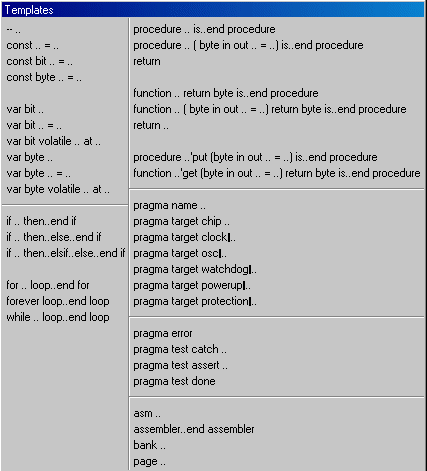 Templates
-- ..
const .. = ..
const bit .. = ..
const byte .. = ..
var bit ..
var bit .. = ..
var bit volatile .. at ..
var byte ..
var byte .. = ..
var byte volatile .. at ..
if .. then..end if
if .. then..else..end if
if .. then..elsif..else..end if
for .. loop..end for
forever loop..end loop
while .. loop..end loop
procedure .. is..end procedure
procedure .. ( byte in out .. = ..) is..end procedure
return
function .. return byte is..end procedure
function .. ( byte in out .. = ..) return byte is..end procedure
return ..
procedure ..'put (byte in out .. = ..) is..end procedure
function ..'get (byte in out .. = ..) return byte is..end procedure
pragma name ..
pragma target chip ..
pragma target clock|..
pragma target osc|..
pragma target watchdog|..
pragma target powerup|..
pragma target protection|..
pragma error
pragma test catch ..
pragma test assert ..
pragma test done
asm ..
assembler..end assembler
bank ..
page ..